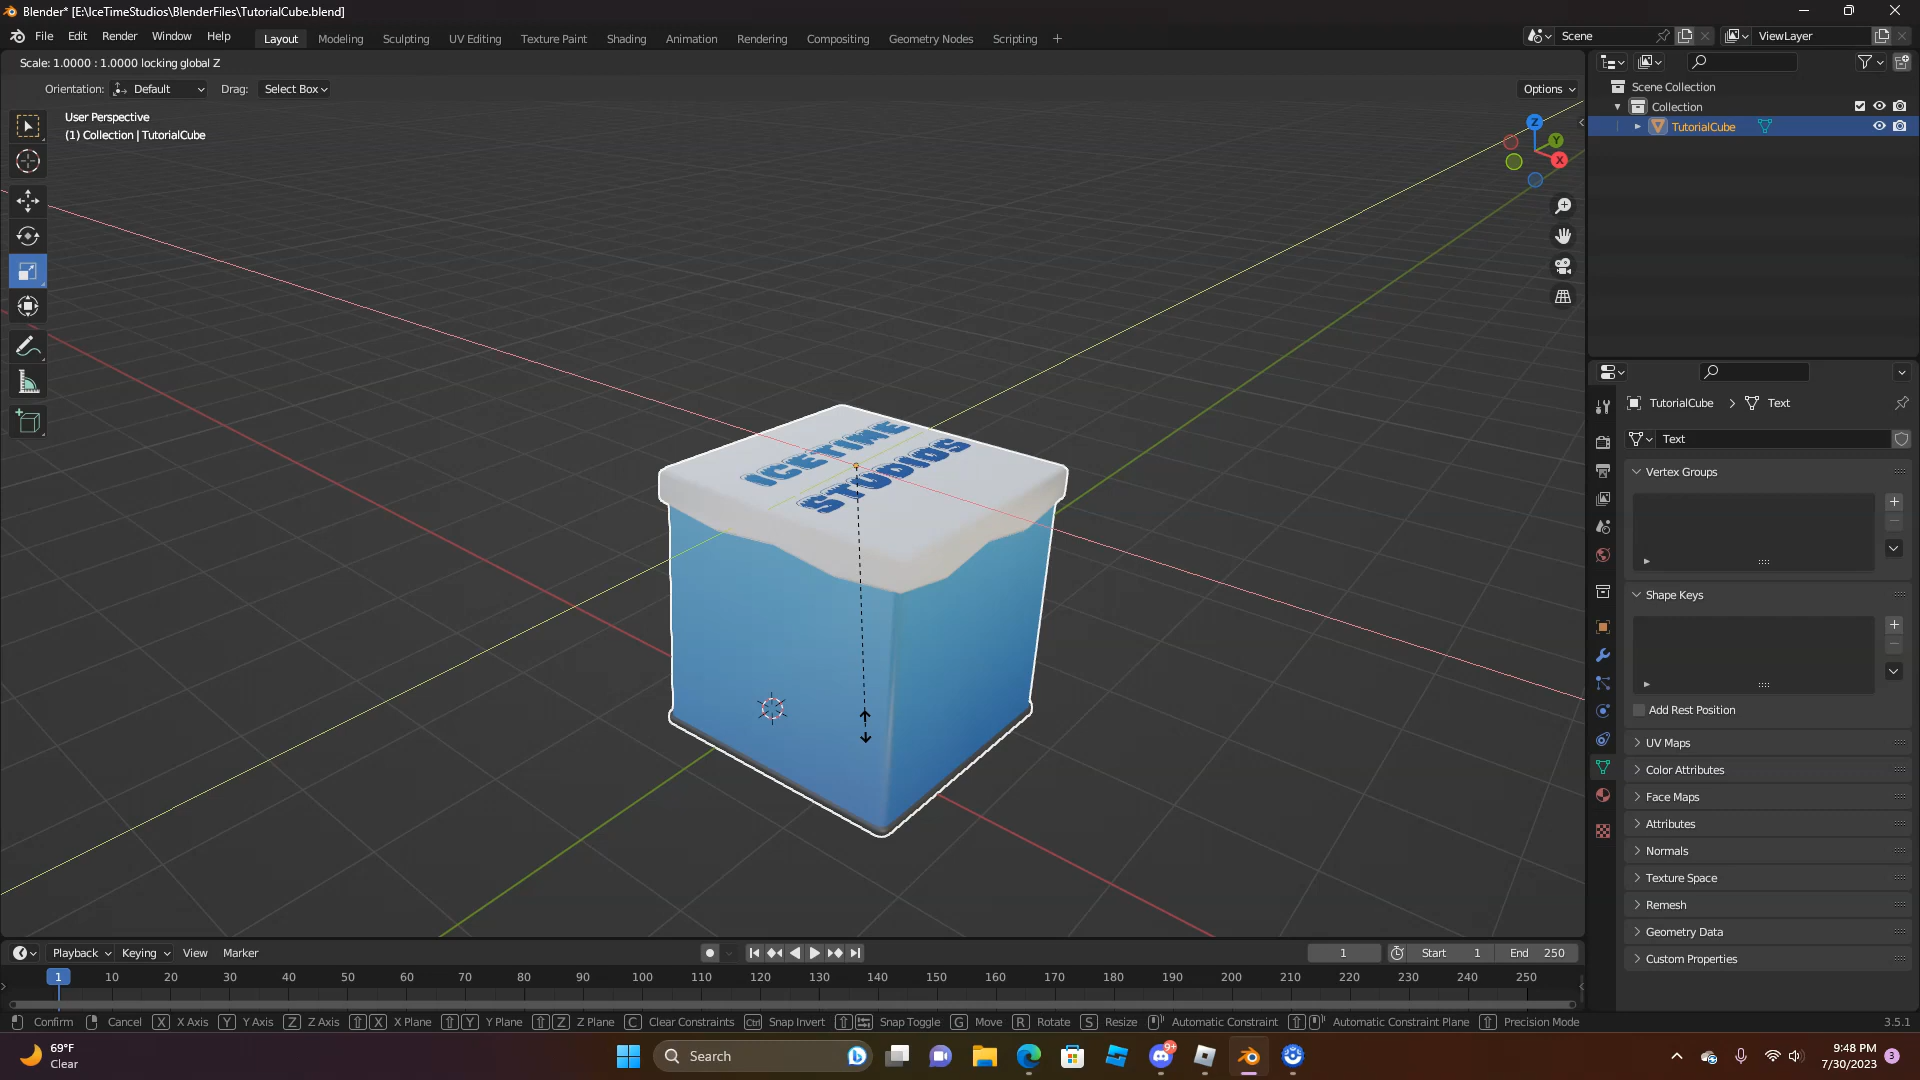 Blender* [E:\IceTimeStudios\BlenderFiles\TutorialCube.blend]
File Edit Render Window Help Layout Modeling Sculpting UV Editing Texture Paint Shading Animation Rendering Compositing Geometry Nodes Scripting + Scene ViewLayer
Scale: 1.0000 : 1.0000 locking global Z
Orientation: Default Drag: Select Box Options
User Perspective
(1) Collection | TutorialCube
Z
Y
X
ICETIME
STUDIOS
Scene Collection
Collection
TutorialCube
TutorialCube > Text
Text
Vertex Groups
Shape Keys
Add Rest Position
UV Maps
Color Attributes
Face Maps
Attributes
Normals
Texture Space
Remesh
Geometry Data
Custom Properties
Playback Keying View Marker 1 Start 1 End 250
1 10 20 30 40 50 60 70 80 90 100 110 120 130 140 150 160 170 180 190 200 210 220 230 240 250
Confirm Cancel X X Axis Y Y Axis Z Z Axis X X Plane Y Y Plane Z Z Plane C Clear Constraints Ctrl Snap Invert Snap Toggle G Move R Rotate S Resize Automatic Constraint Automatic Constraint Plane Precision Mode 3.5.1
69°F
Clear
Search
9+
9:48 PM
7/30/2023
3